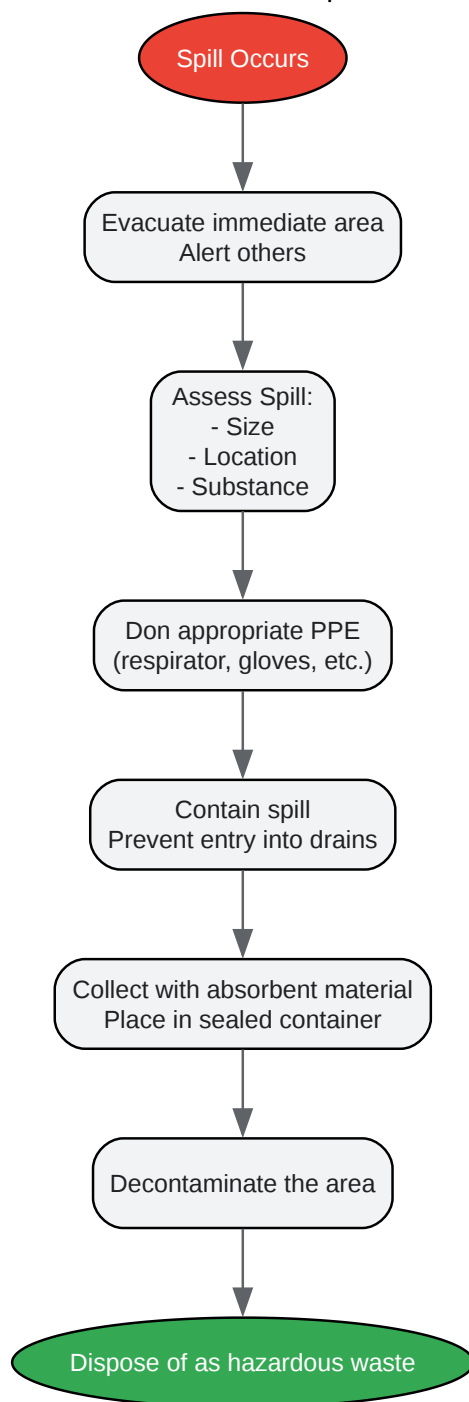 Spill Occurs
Evacuate immediate area
Alert others
Assess Spill:
- Size
- Location
- Substance
Don appropriate PPE
(respirator, gloves, etc.)
Contain spill
Prevent entry into drains
Collect with absorbent material
Place in sealed container
Decontaminate the area
Dispose of as hazardous waste